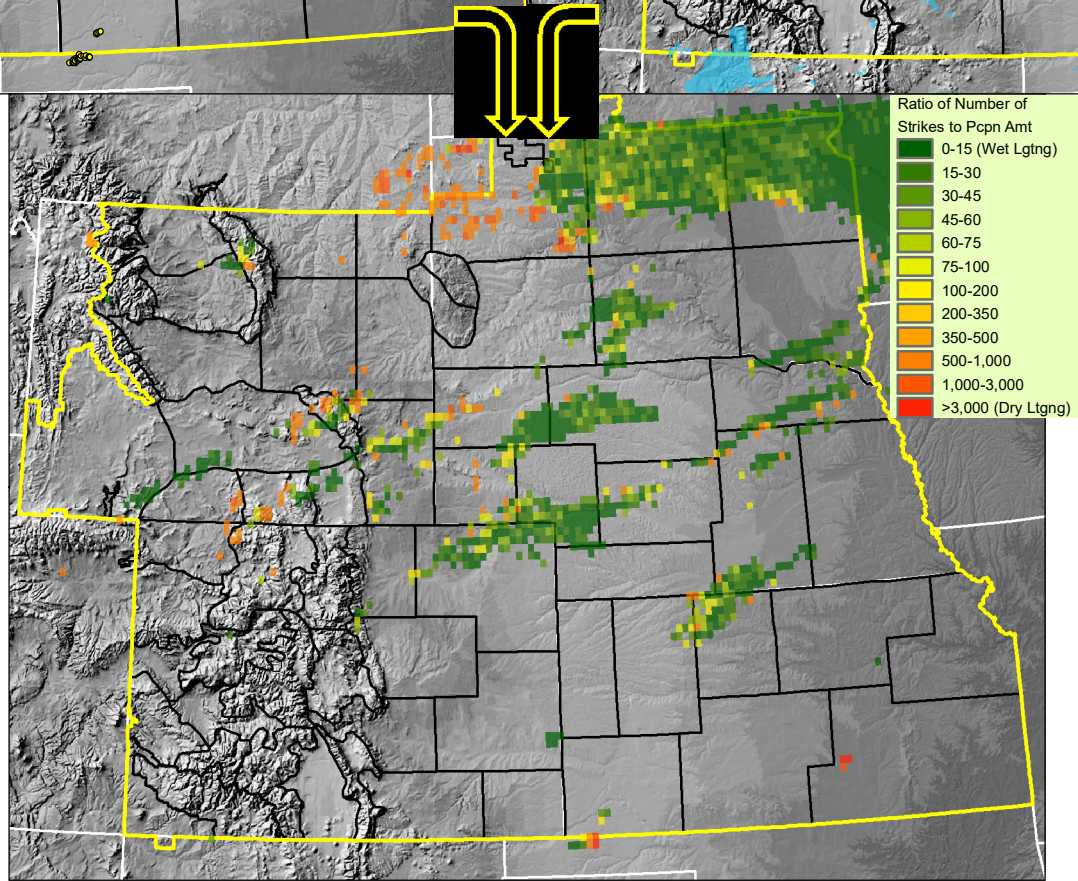 Ratio of Number of
Strikes to Pcpn Amt
0-15 (Wet Lgtng)
15-30
30-45
45-60
60-75
75-100
100-200
200-350
350-500
500-1,000
1,000-3,000
>3,000 (Dry Ltgng)